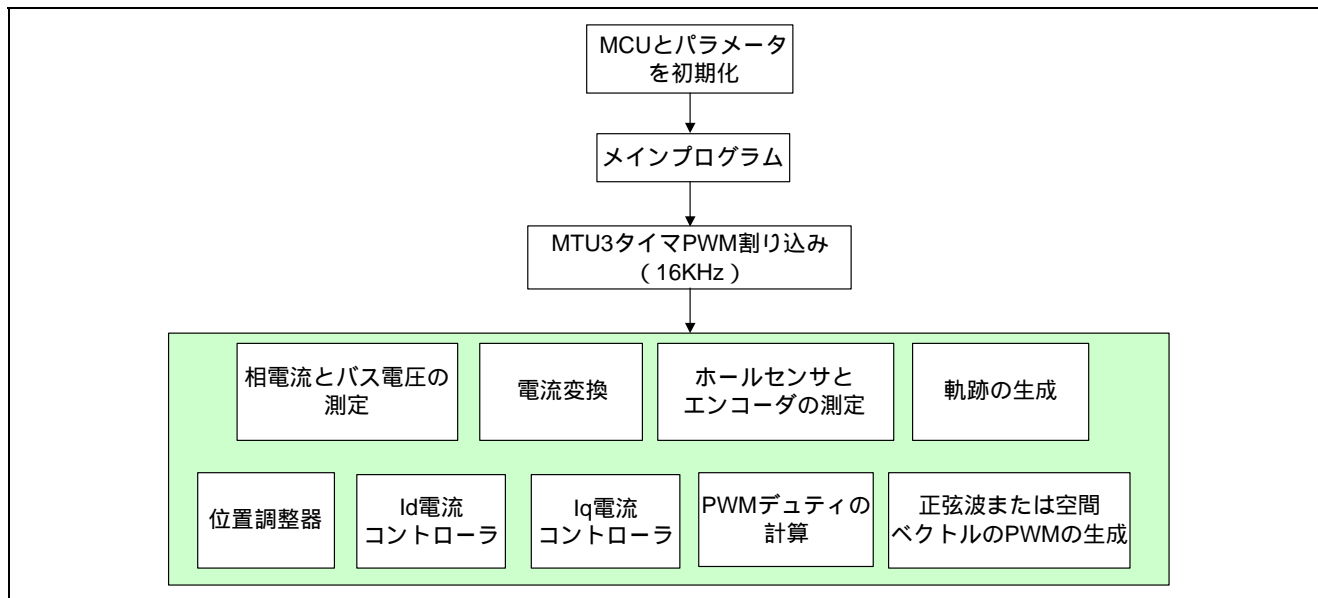 MCUとパラメータ
を初期化
メインプログラム
MTU3タイマPWM割り込み
（16KHz）
相電流とバス電圧の
測定
電流変換
ホールセンサと
エンコーダの測定
軌跡の生成
位置調整器
Id電流
コントローラ
Iq電流
コントローラ
PWMデュティの
計算
正弦波または空間
ベクトルのPWMの生成